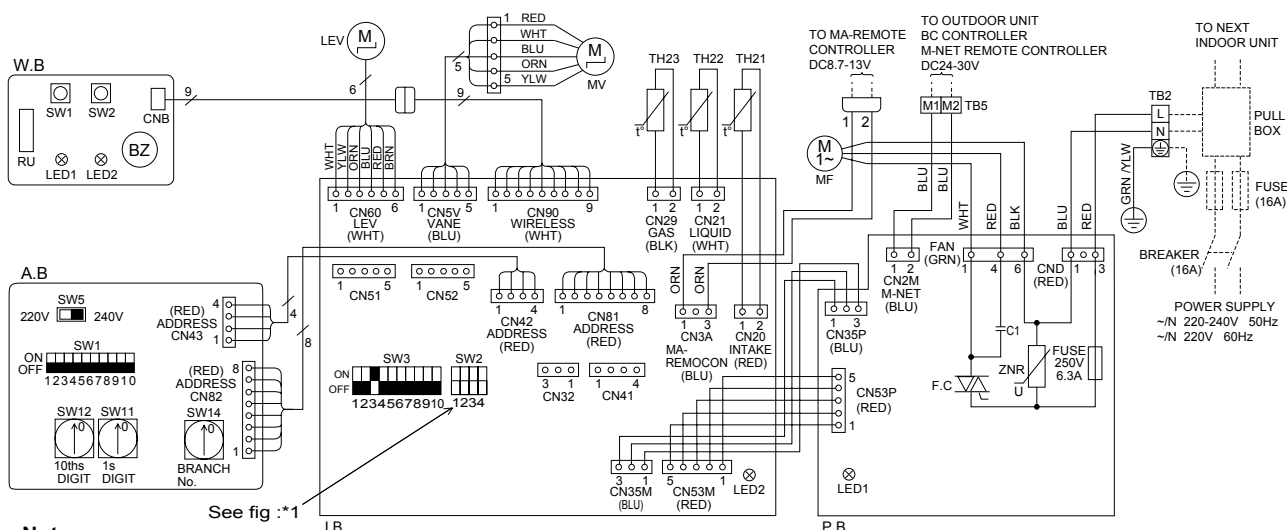 W.B
SW1 SW2
CNB
RU
BZ
LED1 LED2
9
LEV
M
6
9
5
1 RED
WHT
BLU
ORN
5 YLW
M
MV
TH23 TH22 TH21
t° t° t°
TO MA-REMOTE
CONTROLLER
DC8.7-13V
1 2
TO OUTDOOR UNIT
BC CONTROLLER
M-NET REMOTE CONTROLLER
DC24-30V
M1 M2 TB5
M
1~
MF
TO NEXT
INDOOR UNIT
TB2
L
N
PULL
BOX
GRN /YLW
FUSE
(16A)
BREAKER
(16A)
POWER SUPPLY
~/N 220-240V 50Hz
~/N 220V 60Hz
WHT YLW ORN BLU RED BRN
1 6
CN60
LEV
(WHT)
1 5
CN5V
VANE
(BLU)
1 9
CN90
WIRELESS
(WHT)
1 2
CN29
GAS
(BLK)
1 2
CN21
LIQUID
(WHT)
1 5
CN51
1 5
CN52
1 4
CN42
ADDRESS
(RED)
1 8
CN81
ADDRESS
(RED)
ORN ORN
1 3
CN3A
MA-
REMOCON
(BLU)
1 2
CN20
INTAKE
(RED)
SW3
ON
OFF
12345678910
SW2
1234
3 1
CN32
1 4
CN41
3 1
CN35M
(BLU)
5 1
CN53M
(RED)
LED2
I.B
A.B
SW5
220V 240V
SW1
ON
OFF
12345678910
(RED)
ADDRESS
CN43
4
1
4
8
(RED)
ADDRESS
CN82
8
1
SW12 SW11
0 0
10ths
DIGIT
1s
DIGIT
SW14
0
BRANCH
No.
See fig :*1
BLU BLU
1 2
CN2M
M-NET
(BLU)
WHT RED BLK
FAN
(GRN)
1 4 6
BLU RED
CND
(RED)
1 3
1 3
CN35P
(BLU)
5
CN53P
(RED)
1
C1
F.C
ZNR
U
FUSE
250V
6.3A
LED1
P.B